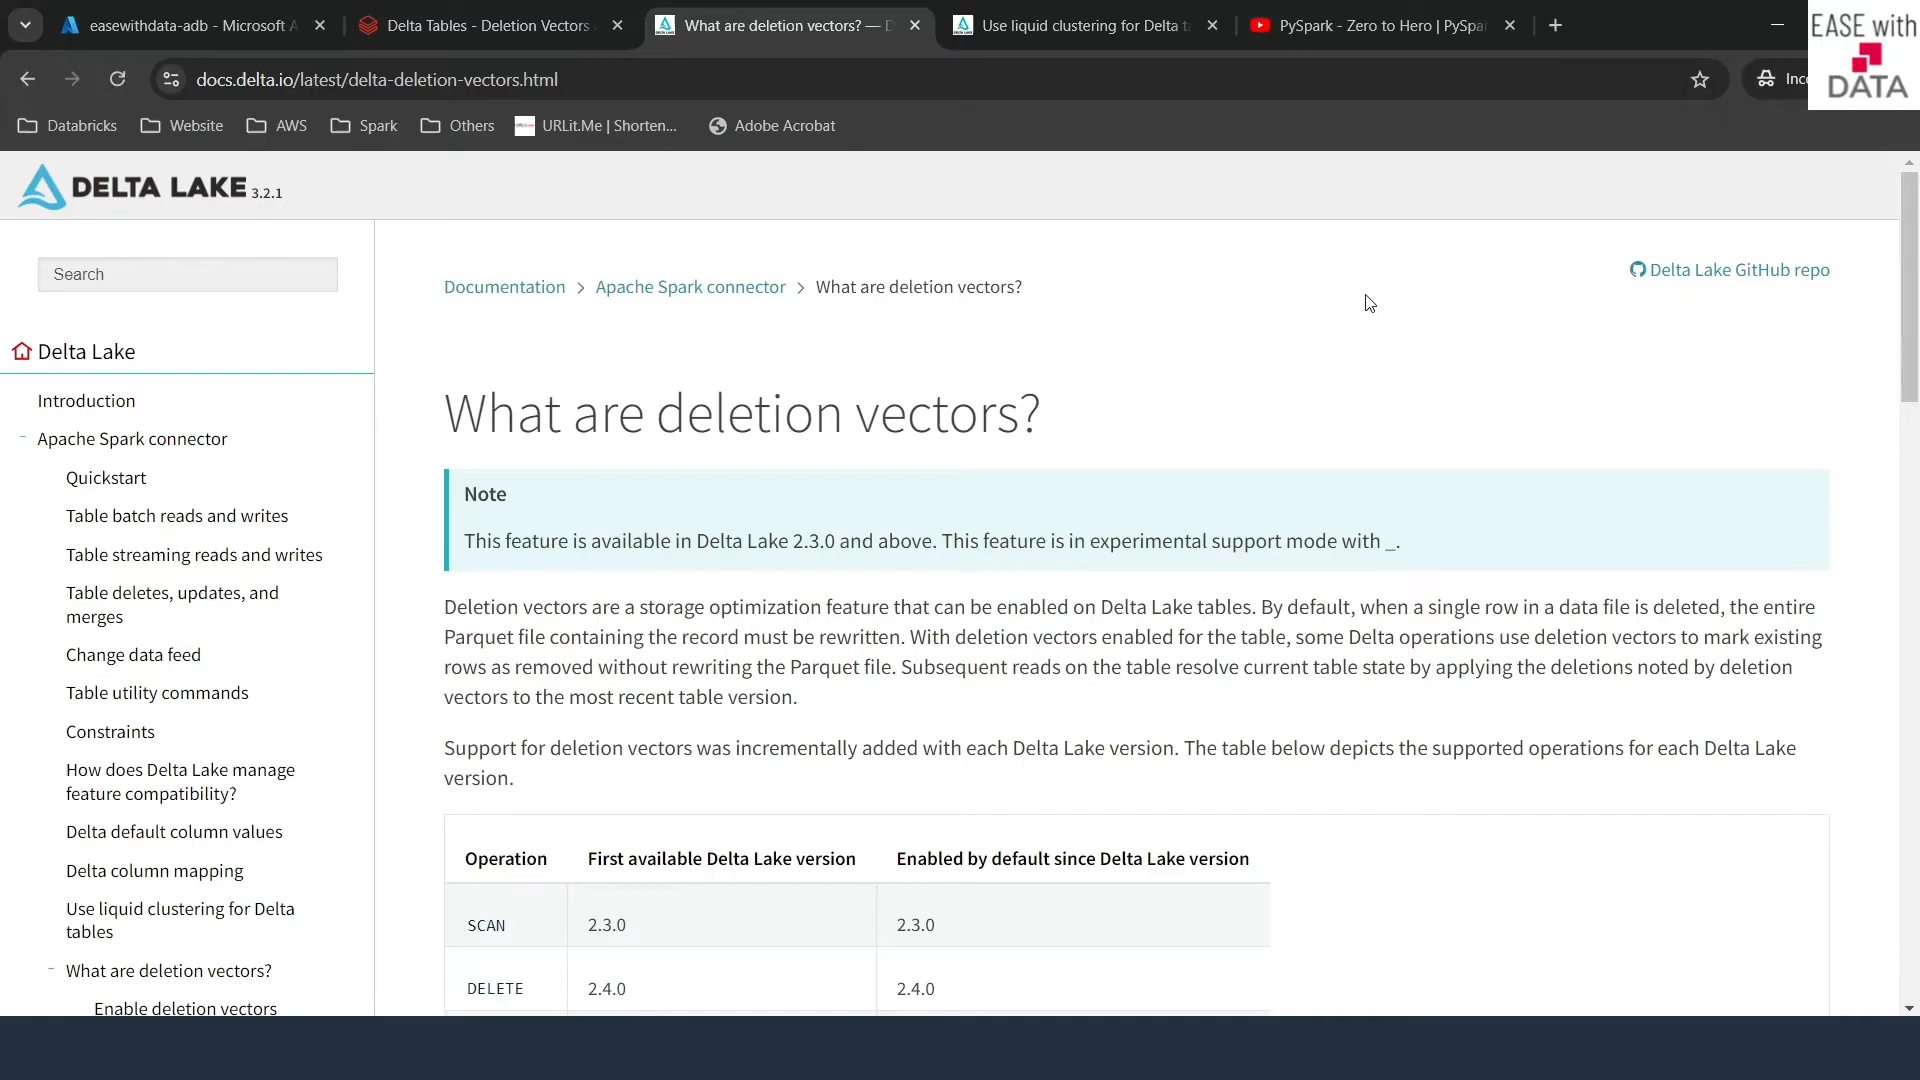 easewithdata-adb - Microsoft A
Delta Tables - Deletion Vectors
What are deletion vectors? — D
Use liquid clustering for Delta ta
PySpark - Zero to Hero | PySpa
EASE with
DATA
docs.delta.io/latest/delta-deletion-vectors.html
Inco
Databricks
Website
AWS
Spark
Others
URLit.Me | Shorten...
Adobe Acrobat
DELTA LAKE 3.2.1
Search
Documentation > Apache Spark connector > What are deletion vectors?
Delta Lake GitHub repo
Delta Lake
Introduction
Apache Spark connector
Quickstart
Table batch reads and writes
Table streaming reads and writes
Table deletes, updates, and
merges
Change data feed
Table utility commands
Constraints
How does Delta Lake manage
feature compatibility?
Delta default column values
Delta column mapping
Use liquid clustering for Delta
tables
What are deletion vectors?
Enable deletion vectors
What are deletion vectors?
Note
This feature is available in Delta Lake 2.3.0 and above. This feature is in experimental support mode with _.
Deletion vectors are a storage optimization feature that can be enabled on Delta Lake tables. By default, when a single row in a data file is deleted, the entire
Parquet file containing the record must be rewritten. With deletion vectors enabled for the table, some Delta operations use deletion vectors to mark existing
rows as removed without rewriting the Parquet file. Subsequent reads on the table resolve current table state by applying the deletions noted by deletion
vectors to the most recent table version.
Support for deletion vectors was incrementally added with each Delta Lake version. The table below depicts the supported operations for each Delta Lake
version.
Operation First available Delta Lake version Enabled by default since Delta Lake version
SCAN 2.3.0 2.3.0
DELETE 2.4.0 2.4.0